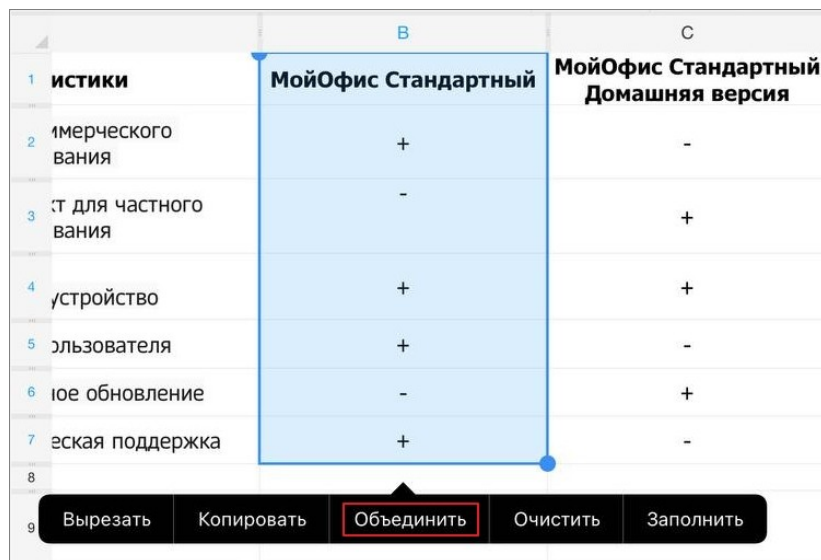 B C
1 истики МойОфис Стандартный МойОфис Стандартный
Домашняя версия
2 ммерческого + -
вания
3 кт для частного - +
вания
4 устройство + +
5 ользователя + -
6 ное обновление - +
7 еская поддержка + -
8
9 Вырезать Копировать Объединить Очистить Заполнить